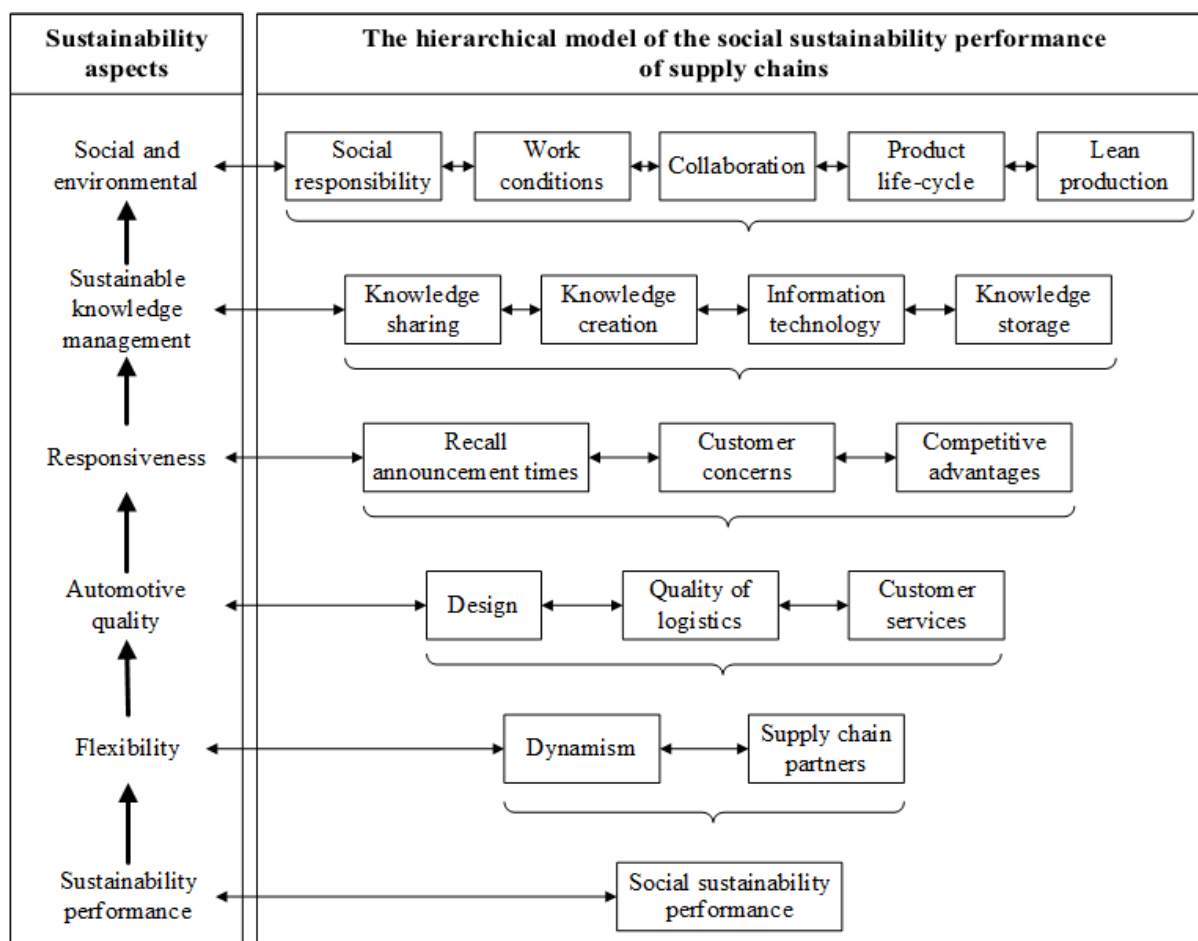 Sustainability
aspects
The hierarchical model of the social sustainability performance
of supply chains
Social and
environmental
Social
responsibility
Work
conditions
Collaboration
Product
life-cycle
Lean
production
Sustainable
knowledge
management
Knowledge
sharing
Knowledge
creation
Information
technology
Knowledge
storage
Responsiveness
Recall
announcement times
Customer
concerns
Competitive
advantages
Automotive
quality
Design
Quality of
logistics
Customer
services
Flexibility
Dynamism
Supply chain
partners
Sustainability
performance
Social sustainability
performance